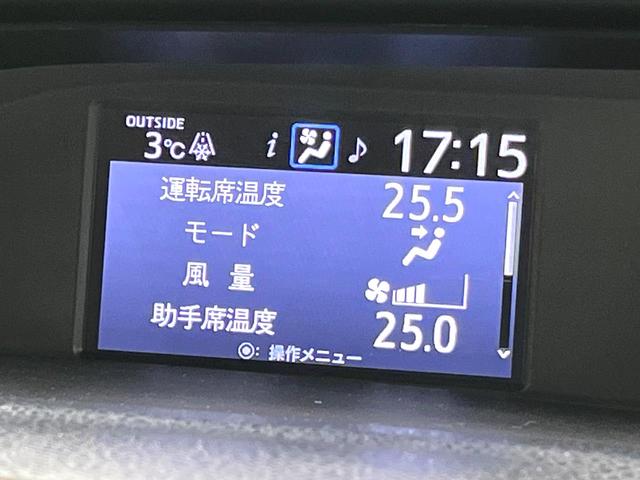 OUTSIDE
3℃ i ♪ 17:15
運転席温度 25.5
モード
風量
助手席温度 25.0
◎: 操作メニュー